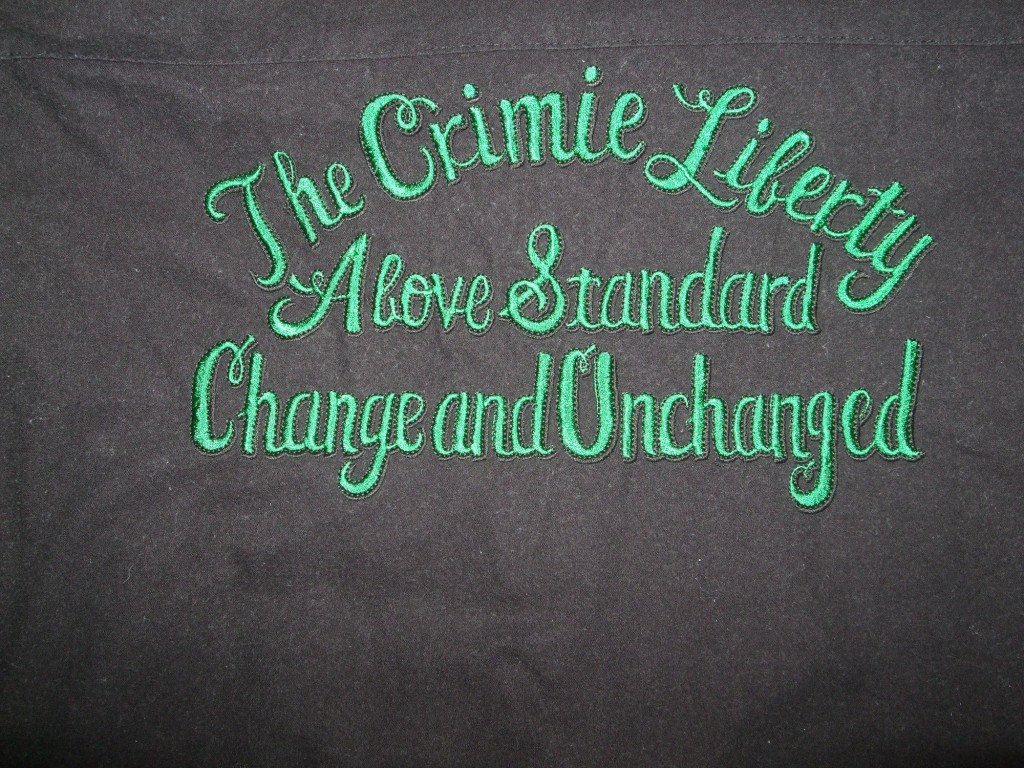 The Crimie Liberty
Above Standard
Change and Unchanged